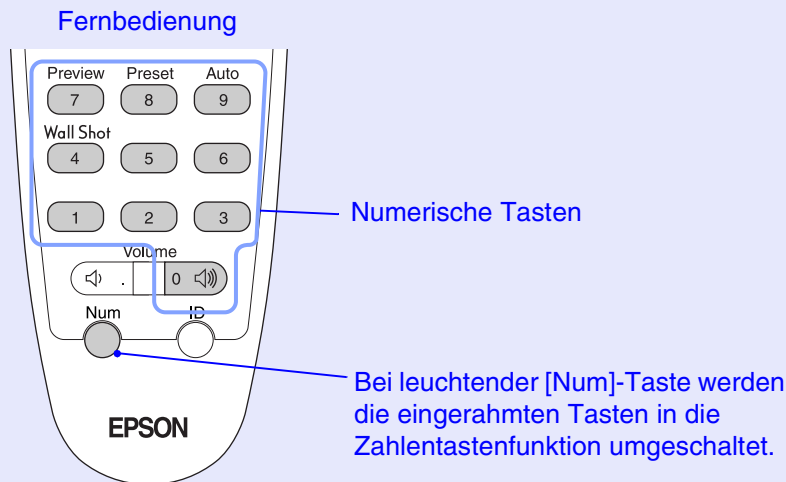 Fernbedienung
Preview Preset Auto
7 8 9
Wall Shot
4 5 6
1 2 3
Numerische Tasten
Volume
. 0
Num ID
Bei leuchtender [Num]-Taste werden
die eingerahmten Tasten in die
Zahlentastenfunktion umgeschaltet.
EPSON